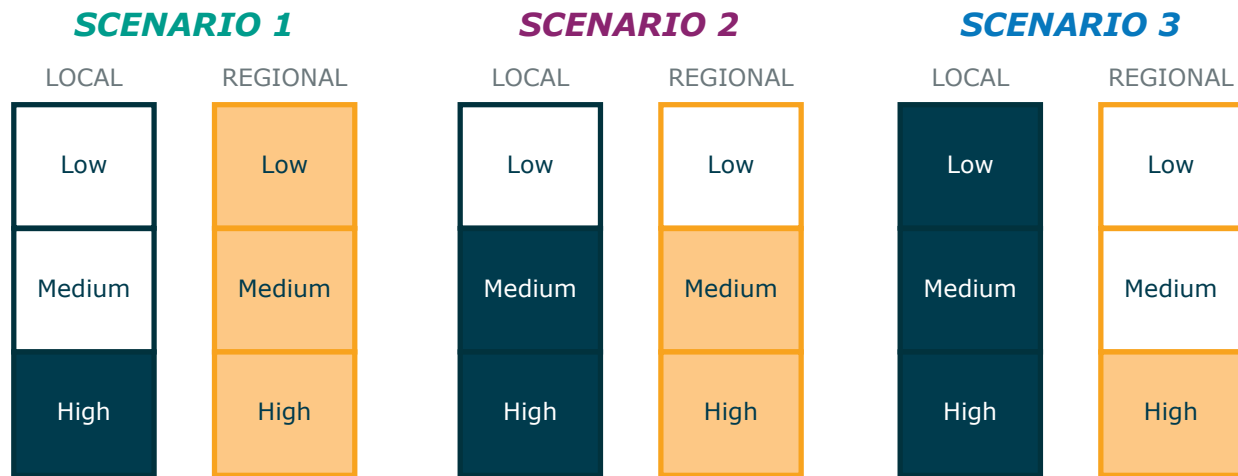 SCENARIO 1
SCENARIO 2
SCENARIO 3
LOCAL
REGIONAL
LOCAL
REGIONAL
LOCAL
REGIONAL
Low
Low
Low
Low
Low
Low
Medium
Medium
Medium
Medium
Medium
Medium
High
High
High
High
High
High